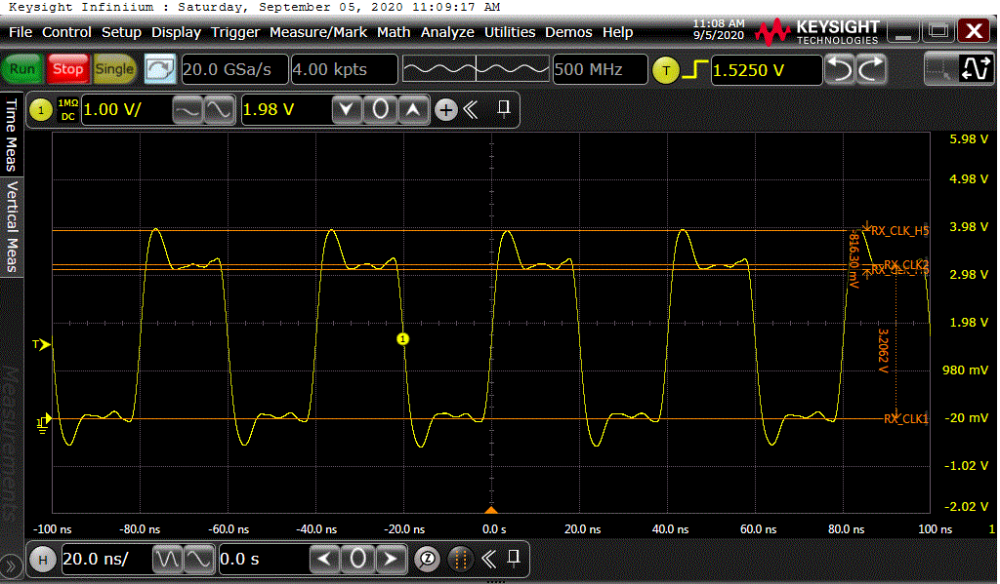 Keysight Infiniium : Saturday, September 05, 2020 11:09:17 AM
File Control Setup Display Trigger Measure/Mark Math Analyze Utilities Demos Help
11:08 AM
9/5/2020
KEYSIGHT
TECHNOLOGIES
X
Run Stop Single 20.0 GSa/s 4.00 kpts 500 MHz T 1.5250 V
1 1MΩ DC 1.00 V/ 1.98 V 0
Time Meas
Vertical Meas
Measurements
5.98 V
4.98 V
3.98 V
2.98 V
1.98 V
980 mV
-20 mV
-1.02 V
-2.02 V
RX_CLK_H5
-816.30 mV
RX_CLK2
3.2062 V
RX_CLK1
T
1
1
-100 ns -80.0 ns -60.0 ns -40.0 ns -20.0 ns 0.0 s 20.0 ns 40.0 ns 60.0 ns 80.0 ns 100 ns 1
H 20.0 ns/ 0.0 s 0 Z